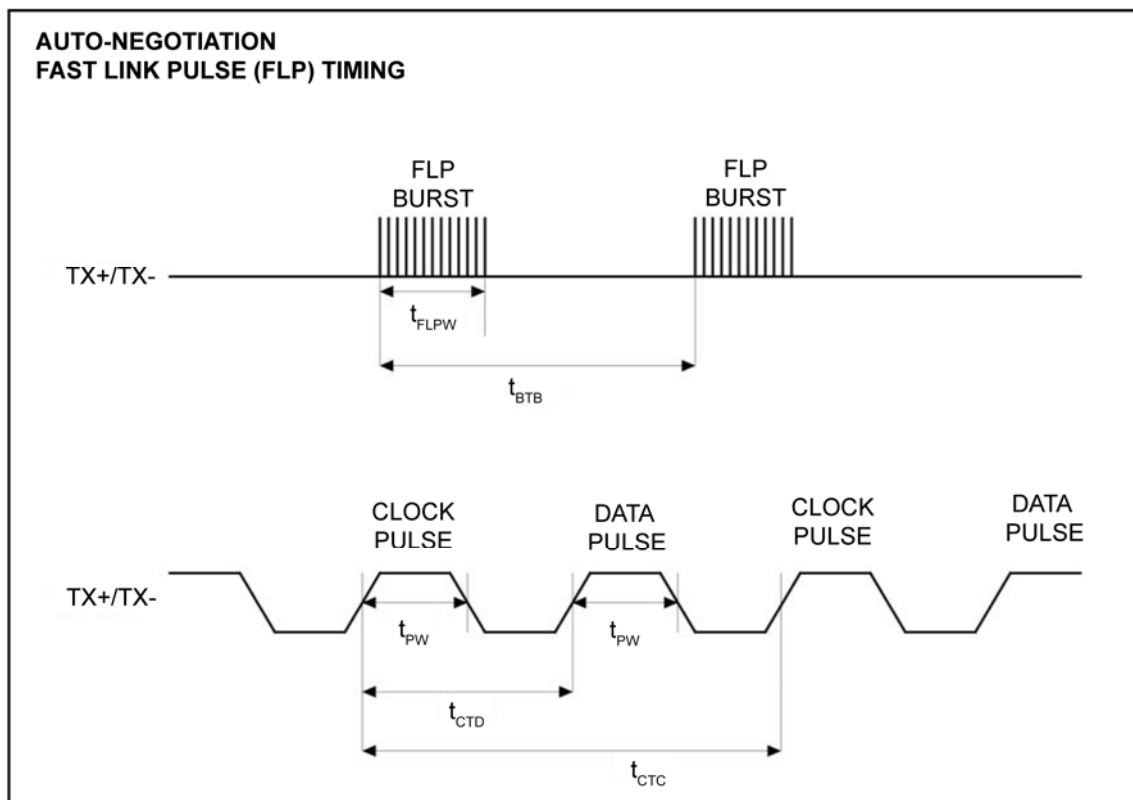 AUTO-NEGOTIATION
FAST LINK PULSE (FLP) TIMING
FLP
BURST
FLP
BURST
TX+/TX-
tFLPW
tBTB
CLOCK
PULSE
DATA
PULSE
CLOCK
PULSE
DATA
PULSE
TX+/TX-
tPW
tPW
tCTD
tCTC